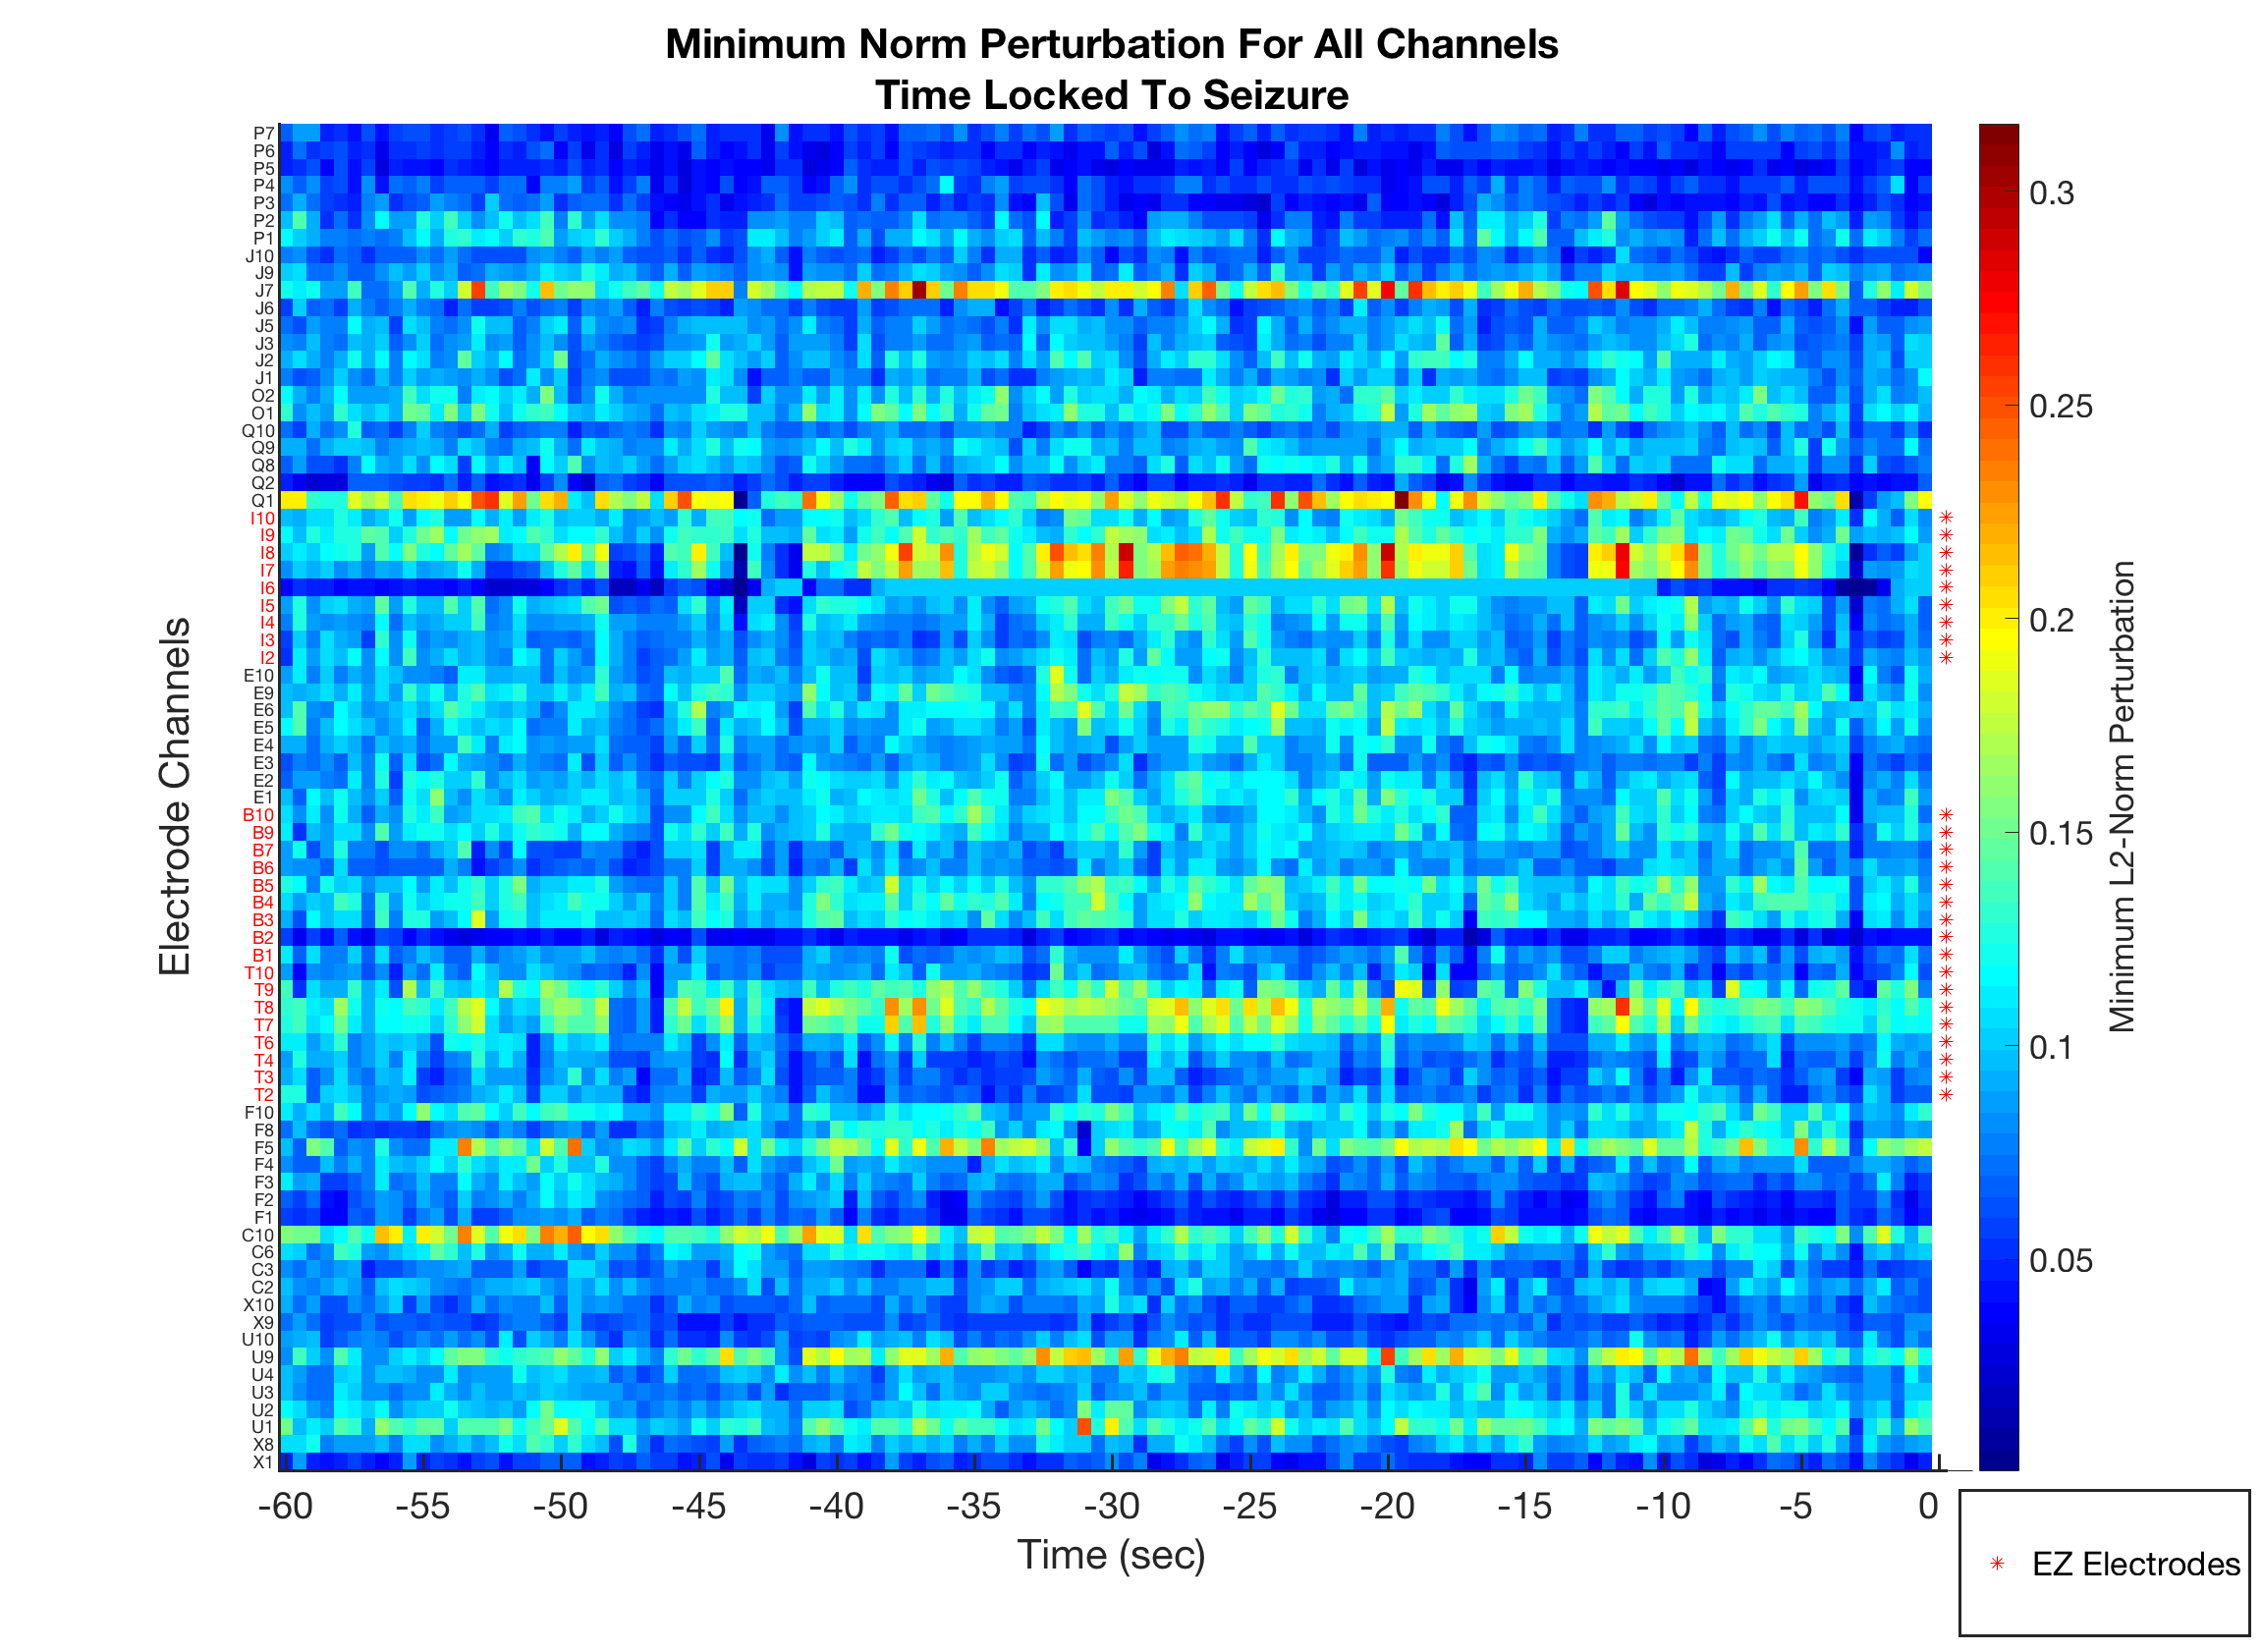 Minimum Norm Perturbation For All Channels
Time Locked To Seizure
P7
P6
P5
P4
P3
P2
P1
J10
J9
J7
J6
J5
J3
J2
J1
O2
O1
Q10
Q9
Q8
Q2
Q1
I10
I9
I8
I7
I6
I5
I4
I3
I2
E10
E9
E6
E5
E4
E3
E2
E1
B10
B9
B7
B6
B5
B4
B3
B2
B1
T10
T9
T8
T7
T6
T4
T3
T2
F10
F8
F5
F4
F3
F2
F1
C10
C6
C3
C2
X10
X9
U10
U9
U4
U3
U2
U1
X8
X1
Electrode Channels
-60 -55 -50 -45 -40 -35 -30 -25 -20 -15 -10 -5 0
Time (sec)
0.3
0.25
0.2
0.15
0.1
0.05
Minimum L2-Norm Perturbation
EZ Electrodes